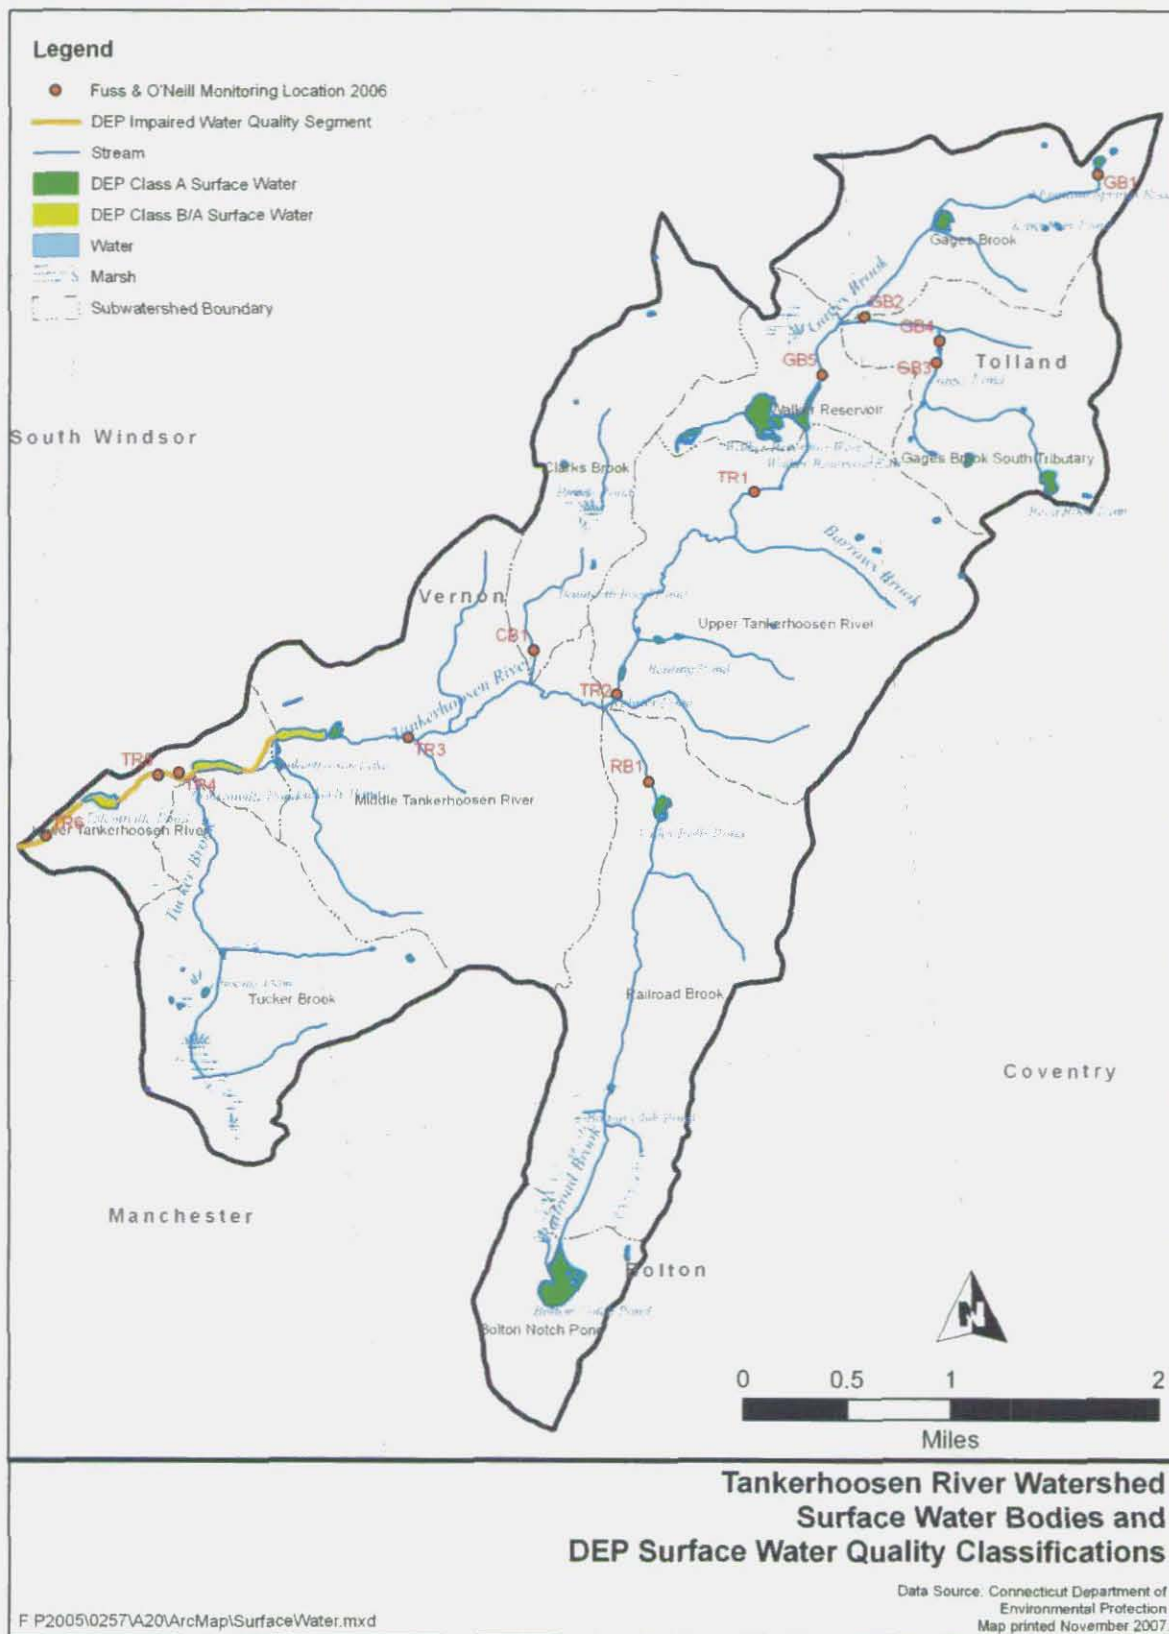 Legend
Fuss & O'Neill Monitoring Location 2006
DEP Impaired Water Quality Segment
Stream
DEP Class A Surface Water
DEP Class B/A Surface Water
Water
Marsh
Subwatershed Boundary
GB1
Gages Brook
Gages Brook
GB2
GB4
Tolland
GB3
GB5
Reservoir
South Windsor
Clarks Brook
Gages Brook South Tributary
TR1
Barrows Brook
Vernon
Upper Tankerhoosen River
CB1
Tankerhoosen River
TR2
TR3
RB1
TR5
TR4
Middle Tankerhoosen River
TR6
Tankerhoosen River
Tucker Brook
Tucker Brook
Railroad Brook
Coventry
Railroad Brook
Manchester
Bolton
Bolton Notch Pond
N
0 0.5 1 2
Miles
Tankerhoosen River Watershed
Surface Water Bodies and
DEP Surface Water Quality Classifications
Data Source: Connecticut Department of
Environmental Protection
Map printed November 2007
F P2005\0257\A20\ArcMap\SurfaceWater.mxd